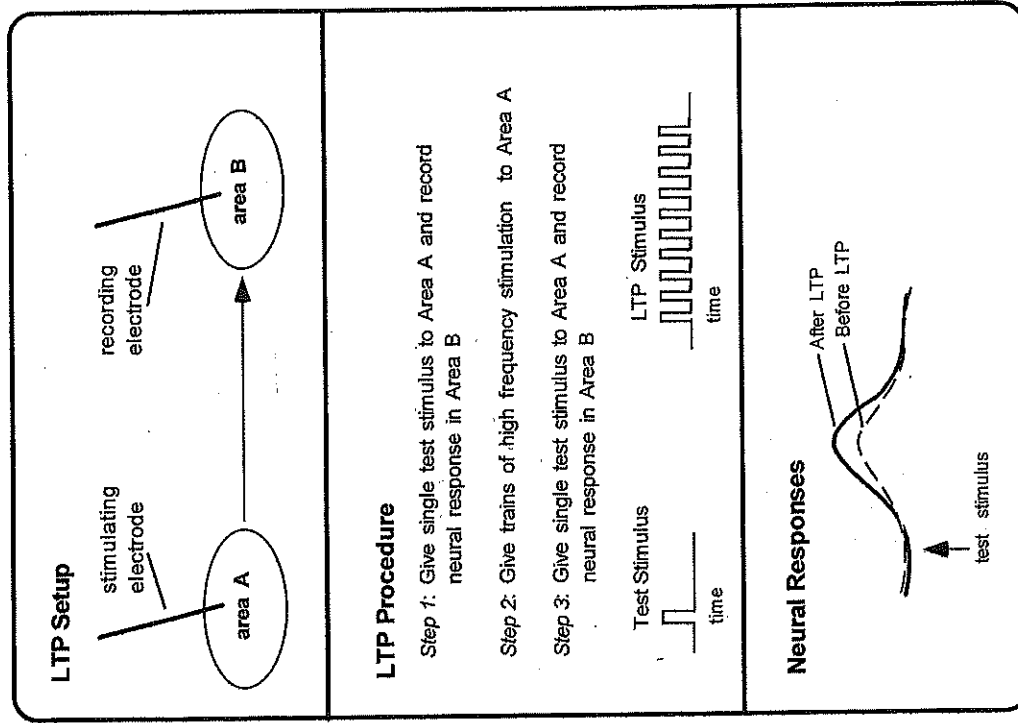 LTP Setup
stimulating
electrode
recording
electrode
area A
area B
LTP Procedure
Step 1: Give single test stimulus to Area A and record
neural response in Area B
Step 2: Give trains of high frequency stimulation to Area A
Step 3: Give single test stimulus to Area A and record
neural response in Area B
Test Stimulus
LTP Stimulus
time
time
Neural Responses
After LTP
Before LTP
test stimulus